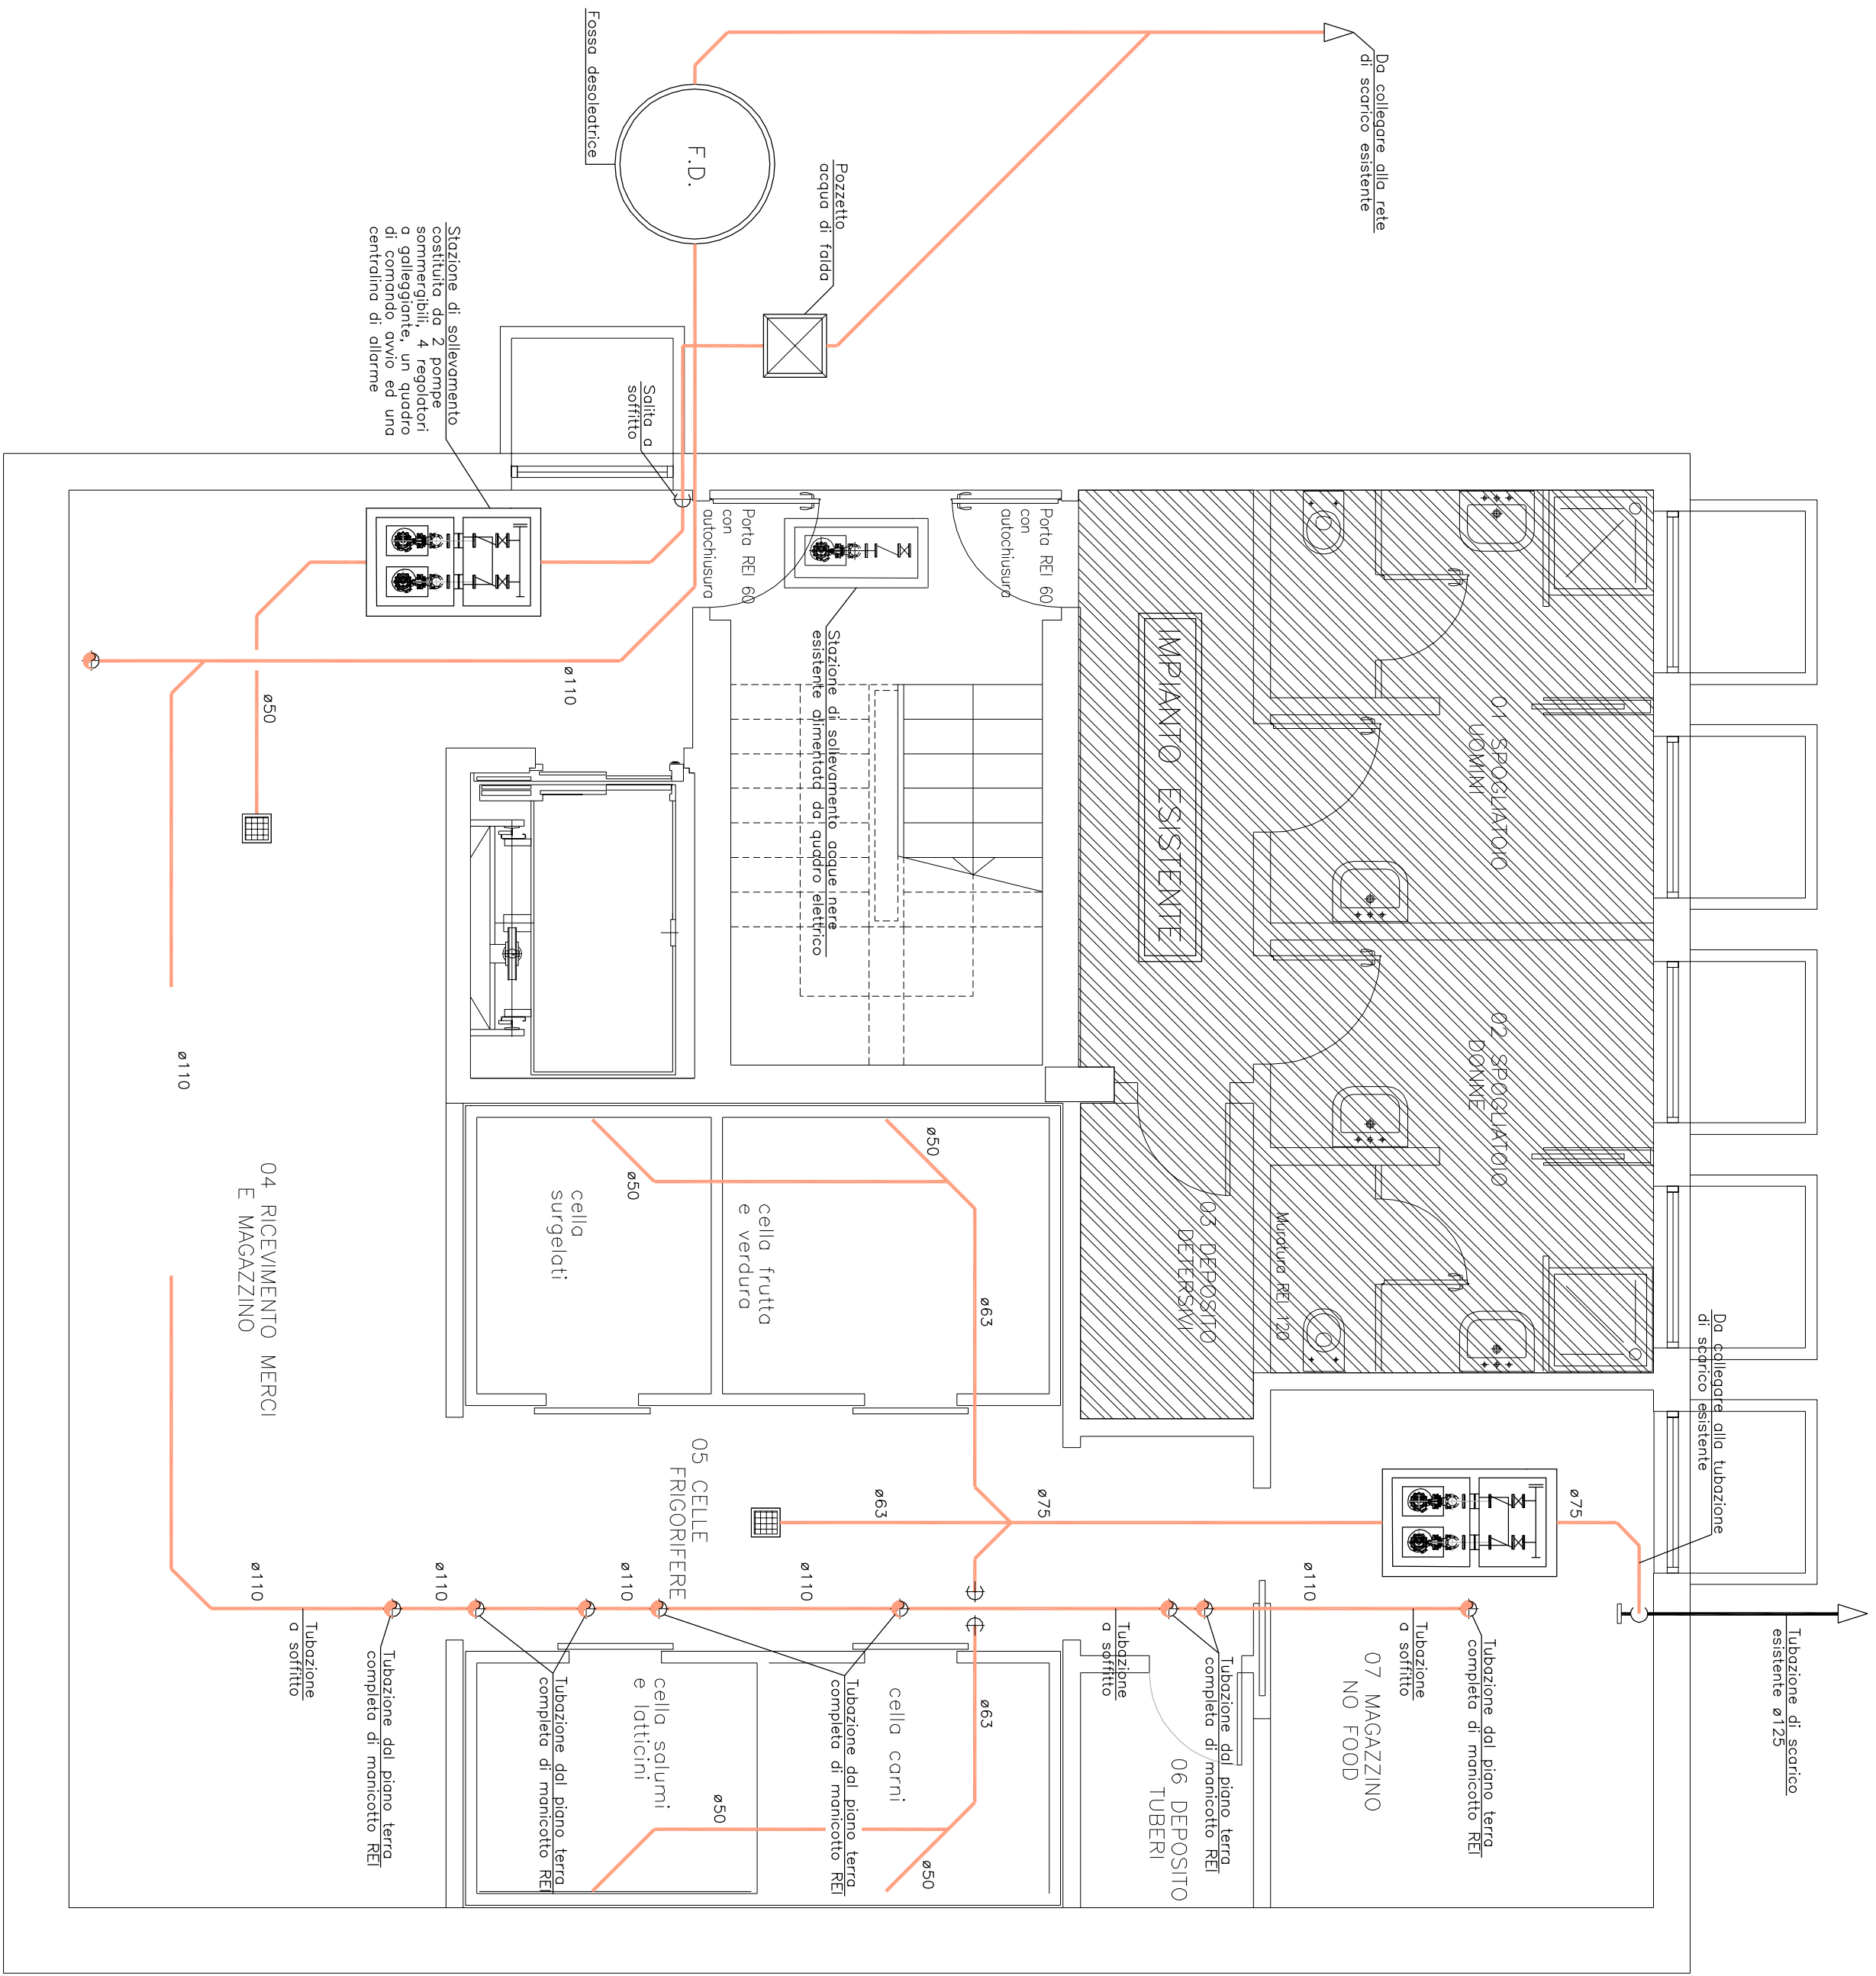 Da collegare alla rete
di scarico esistente
Fossa desoleatrice
F.D.
Pozzetto
acqua di falda
Stazione di sollevamento
costituita da 2 pompe
sommergibili, 4 regolatori
a galleggiante, un quadro
di comando avvio ed una
centralina di allarme
Salita a
soffitto
Porta REI 60
con
autochiusura
Porta REI 60
con
autochiusura
Stazione di sollevamento acque nere
esistente alimentata da quadro elettrico
IMPIANTO ESISTENTE
01 SPOGLIATOIO
UOMINI
02 SPOGLIATOIO
DONNE
03 DEPOSITO
DETERSIVI
Muratura REI 120
ø110
ø50
ø110
04 RICEVIMENTO MERCI
E MAGAZZINO
ø50
ø50
cella
surgelati
cella frutta
e verdura
ø63
Da collegare alla tubazione
di scarico esistente
05 CELLE
FRIGORIFERE
ø63
ø75
ø75
ø110
ø110
ø110
ø110
ø110
Tubazione
a soffitto
Tubazione dal piano terra
completa di manicotto REI
Tubazione dal piano terra
completa di manicotto REI
Tubazione dal piano terra
completa di manicotto REI
Tubazione
a soffitto
Tubazione dal piano terra
completa di manicotto REI
Tubazione
a soffitto
Tubazione dal piano terra
completa di manicotto REI
Tubazione di scarico
esistente ø125
cella salumi
e latticini
cella carni
ø63
ø50
ø50
06 DEPOSITO
TUBERI
07 MAGAZZINO
NO FOOD